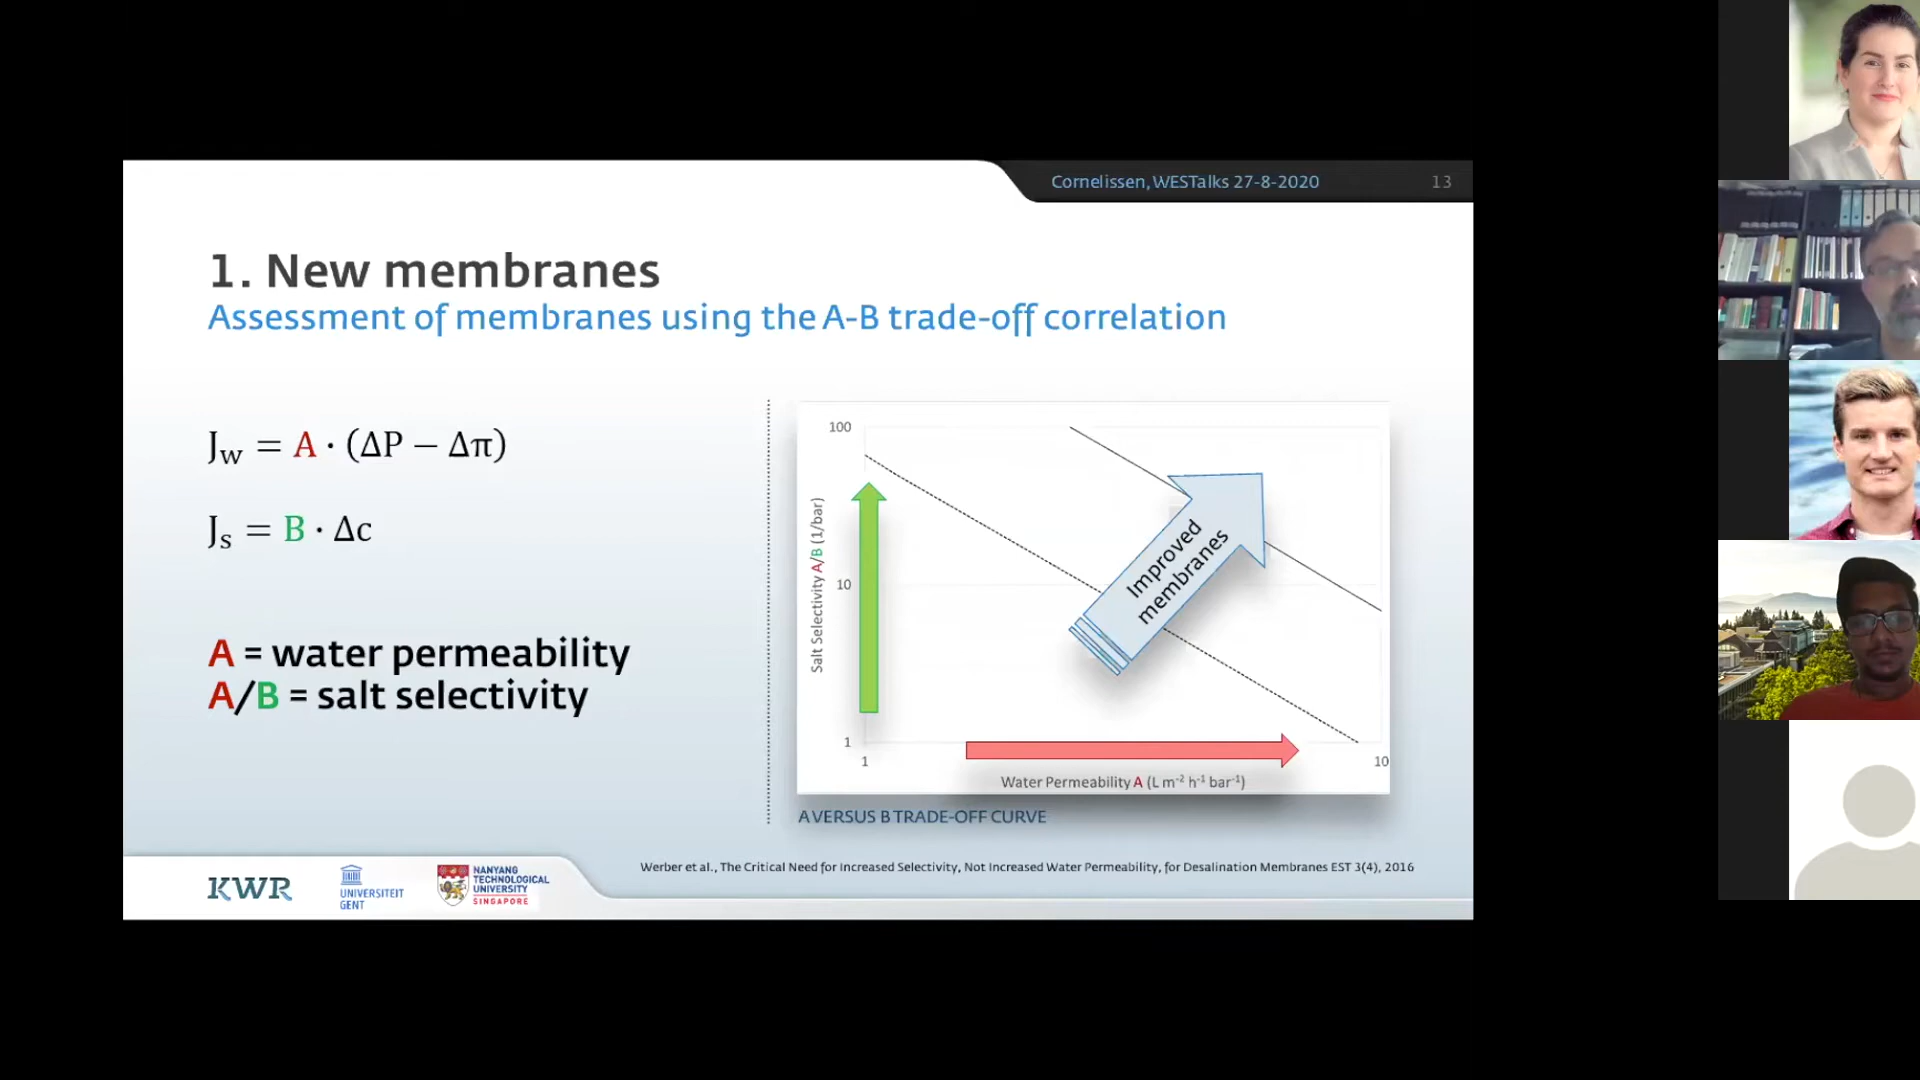 Cornelissen, WESTalks 27-8-2020 13
1. New membranes
Assessment of membranes using the A-B trade-off correlation
J_w = A · (ΔP − Δπ)
J_s = B · Δc
A = water permeability
A/B = salt selectivity
100
10
1
1
10
Salt Selectivity A/B (1/bar)
Improved
membranes
Water Permeability A (L m⁻² h⁻¹ bar⁻¹)
A VERSUS B TRADE-OFF CURVE
Werber et al., The Critical Need for Increased Selectivity, Not Increased Water Permeability, for Desalination Membranes EST 3(4), 2016
KWR
UNIVERSITEIT
GENT
NANYANG
TECHNOLOGICAL
UNIVERSITY
SINGAPORE